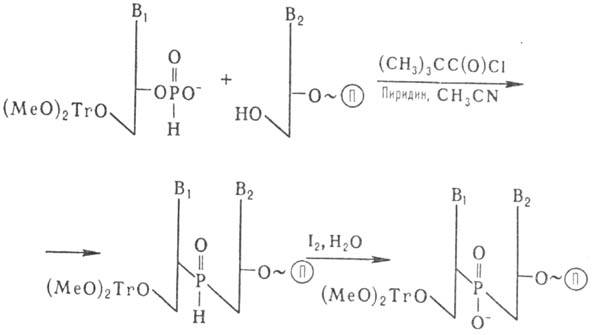 B₁
B₂
O
(CH₃)₃CC(O)Cl
OPO⁻
+
O~ П
(MeO)₂TrO
H
HO
Пиридин, CH₃CN
B₁
B₂
B₁
B₂
O
I₂, H₂O
O
P
O~ П
P
O~ П
(MeO)₂TrO
H
(MeO)₂TrO
O⁻